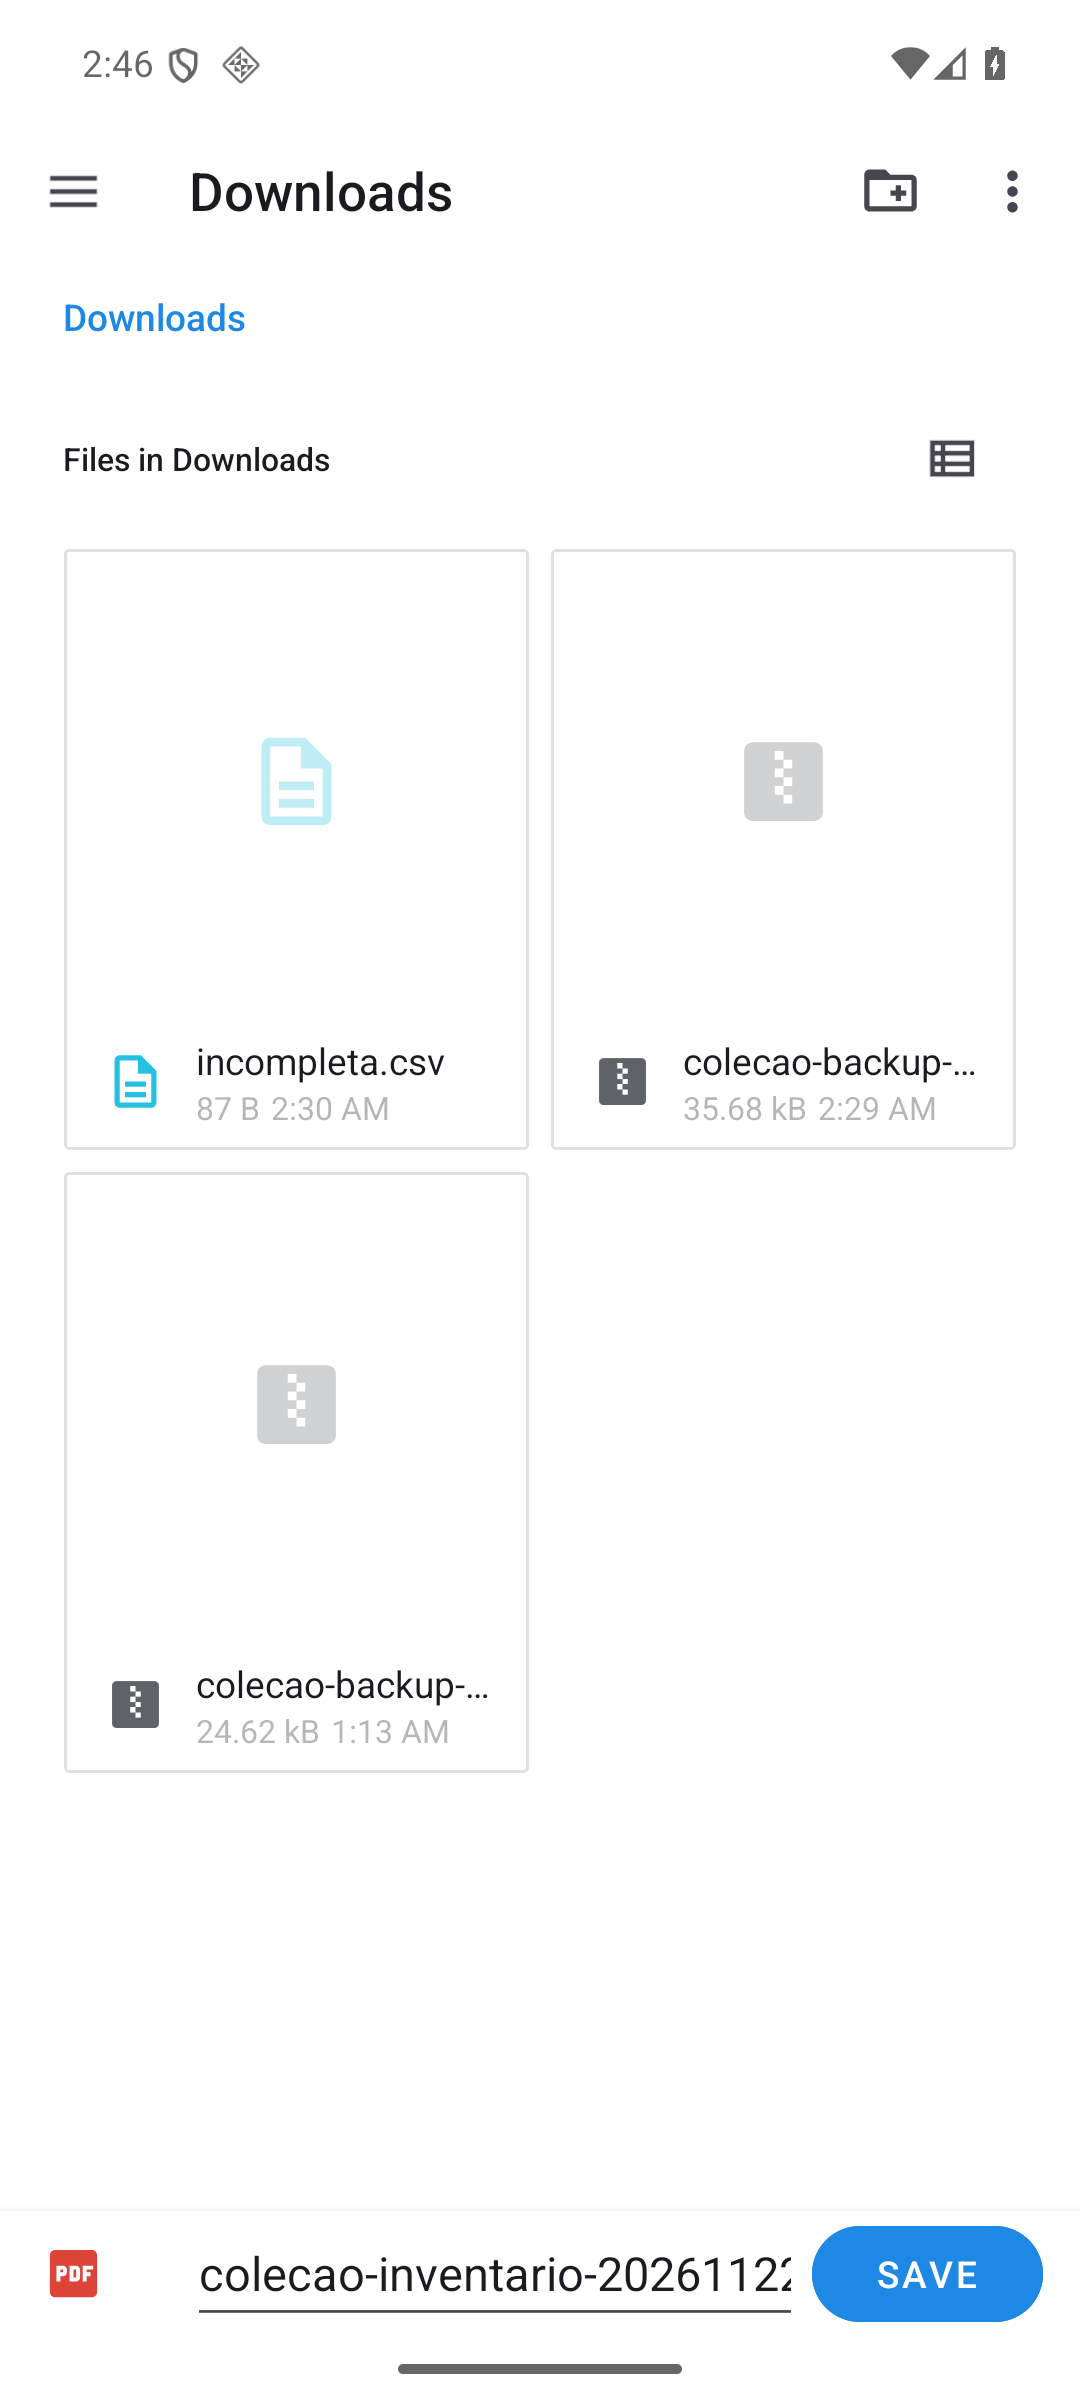 2:46
Downloads
Downloads
Files in Downloads
incompleta.csv
87 B 2:30 AM
colecao-backup-...
35.68 kB 2:29 AM
colecao-backup-...
24.62 kB 1:13 AM
PDF
colecao-inventario-20261122
SAVE